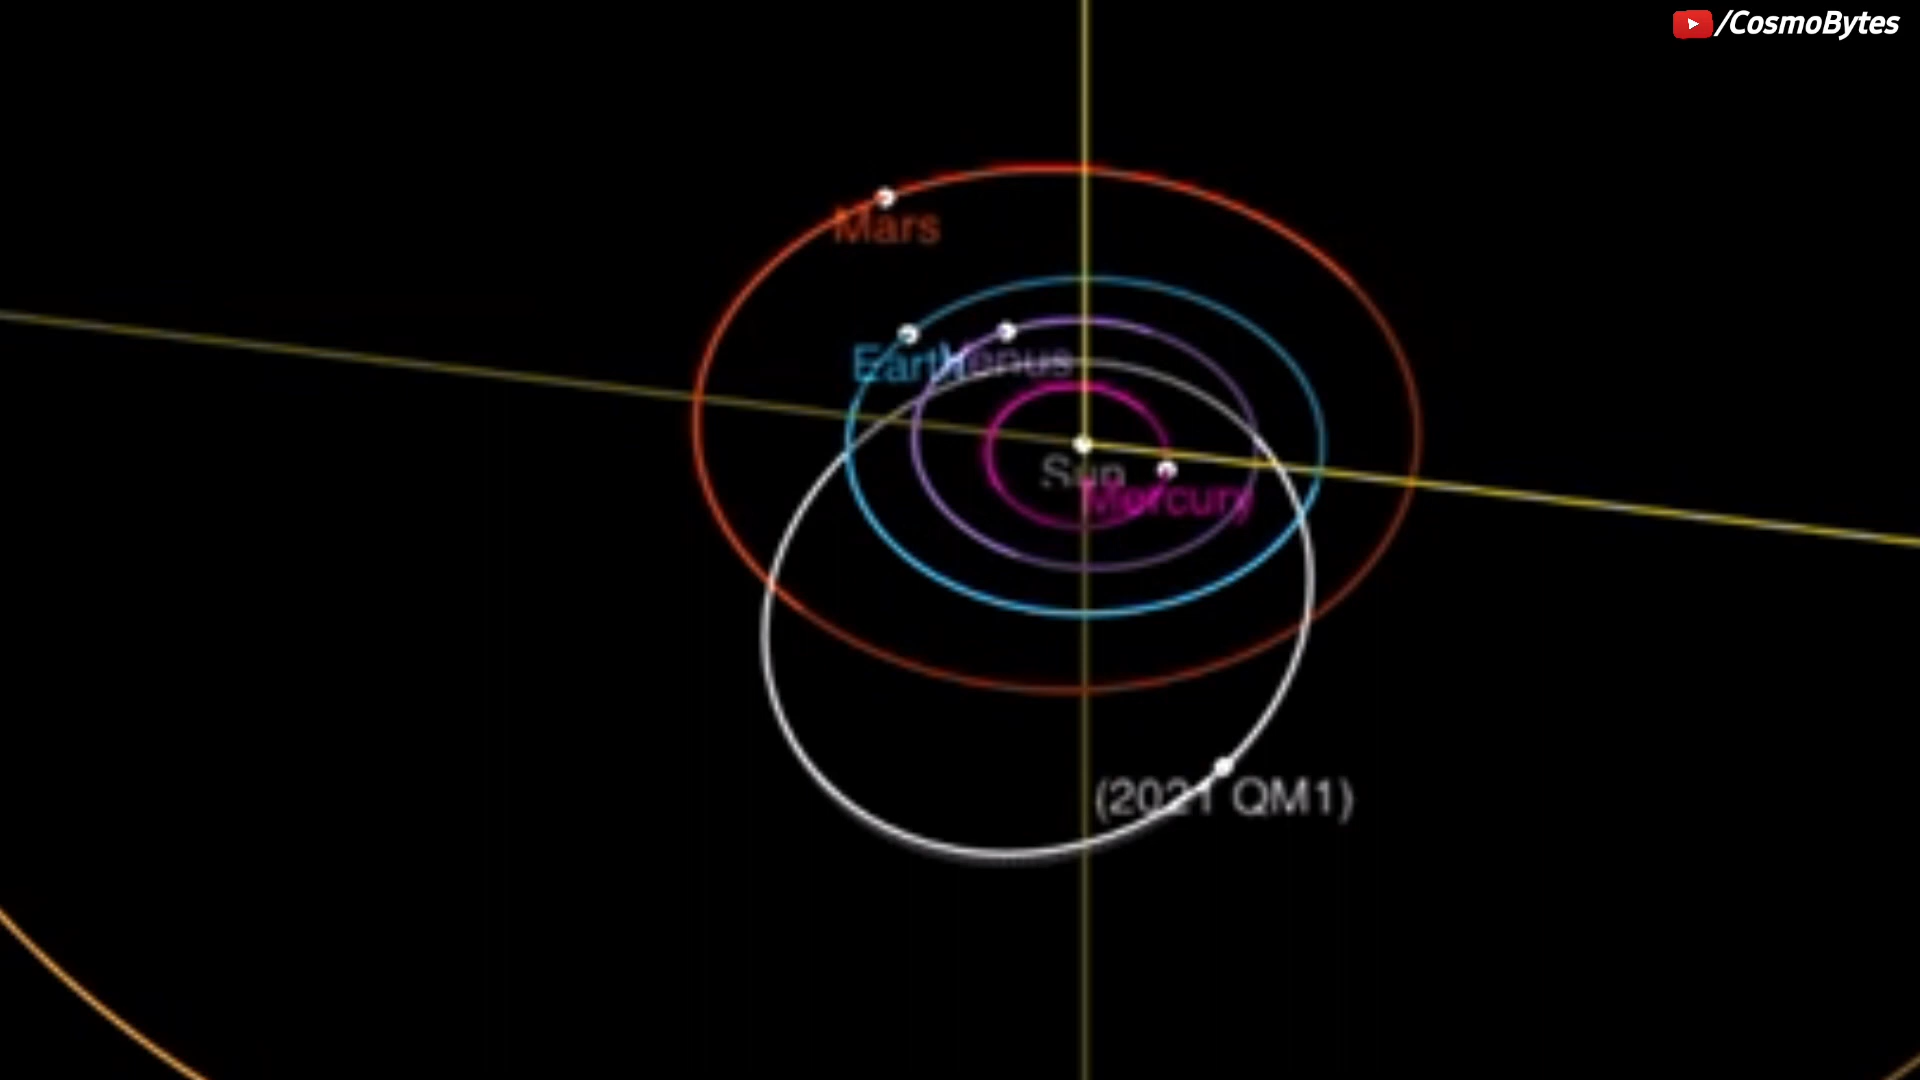 /CosmoBytes
Mars
Earth
Venus
Sun
Mercury
(2021 QM1)